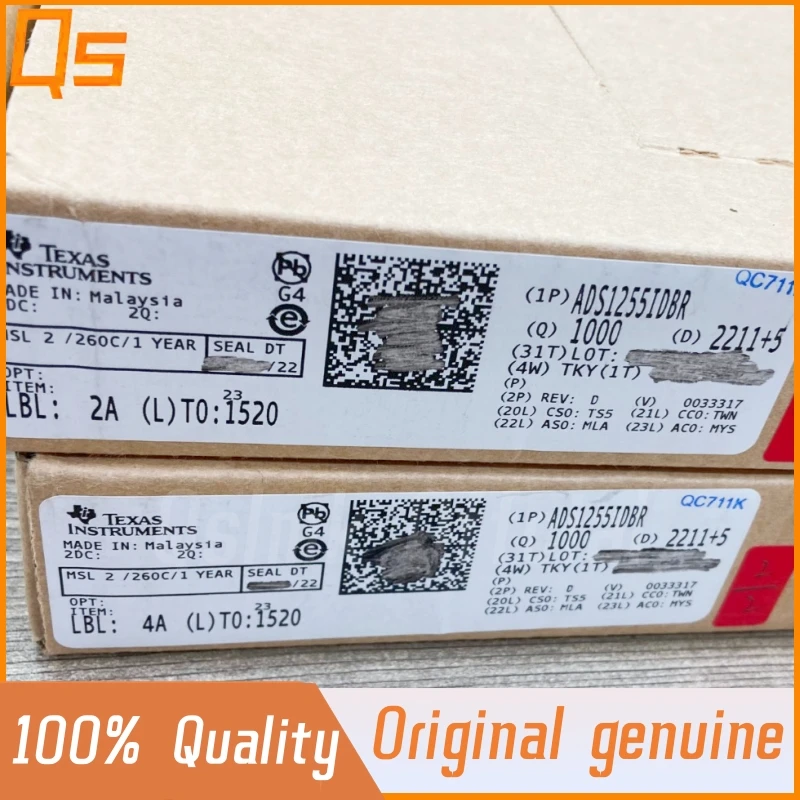 QS
TEXAS
INSTRUMENTS
MADE IN: Malaysia
2DC: 2Q:
MSL 2 /260C/1 YEAR
SEAL DT
/22
OPT:
ITEM:
23
LBL: 2A (L)TO:1520
Pb
G4
e
QC711
(1P) ADS1255IDBR
(Q) 1000 (D) 2211+5
(31T)LOT:
(4W) TKY(1T)
(P)
(2P) REV: D (V) 0033317
(20L) CSO: TS5 (21L) CCO: TWN
(22L) ASO: MLA (23L) ACO: MYS
TEXAS
INSTRUMENTS
MADE IN: Malaysia
2DC: 2Q:
MSL 2 /260C/1 YEAR
SEAL DT
/22
OPT:
ITEM:
23
LBL: 4A (L)TO:1520
Pb
G4
e
QC711K
(1P) ADS1255IDBR
(Q) 1000 (D) 2211+5
(31T)LOT:
(4W) TKY(1T)
(P)
(2P) REV: D (V) 0033317
(20L) CSO: TS5 (21L) CCO: TWN
(22L) ASO: MLA (23L) ACO: MYS
100% Quality
Original genuine